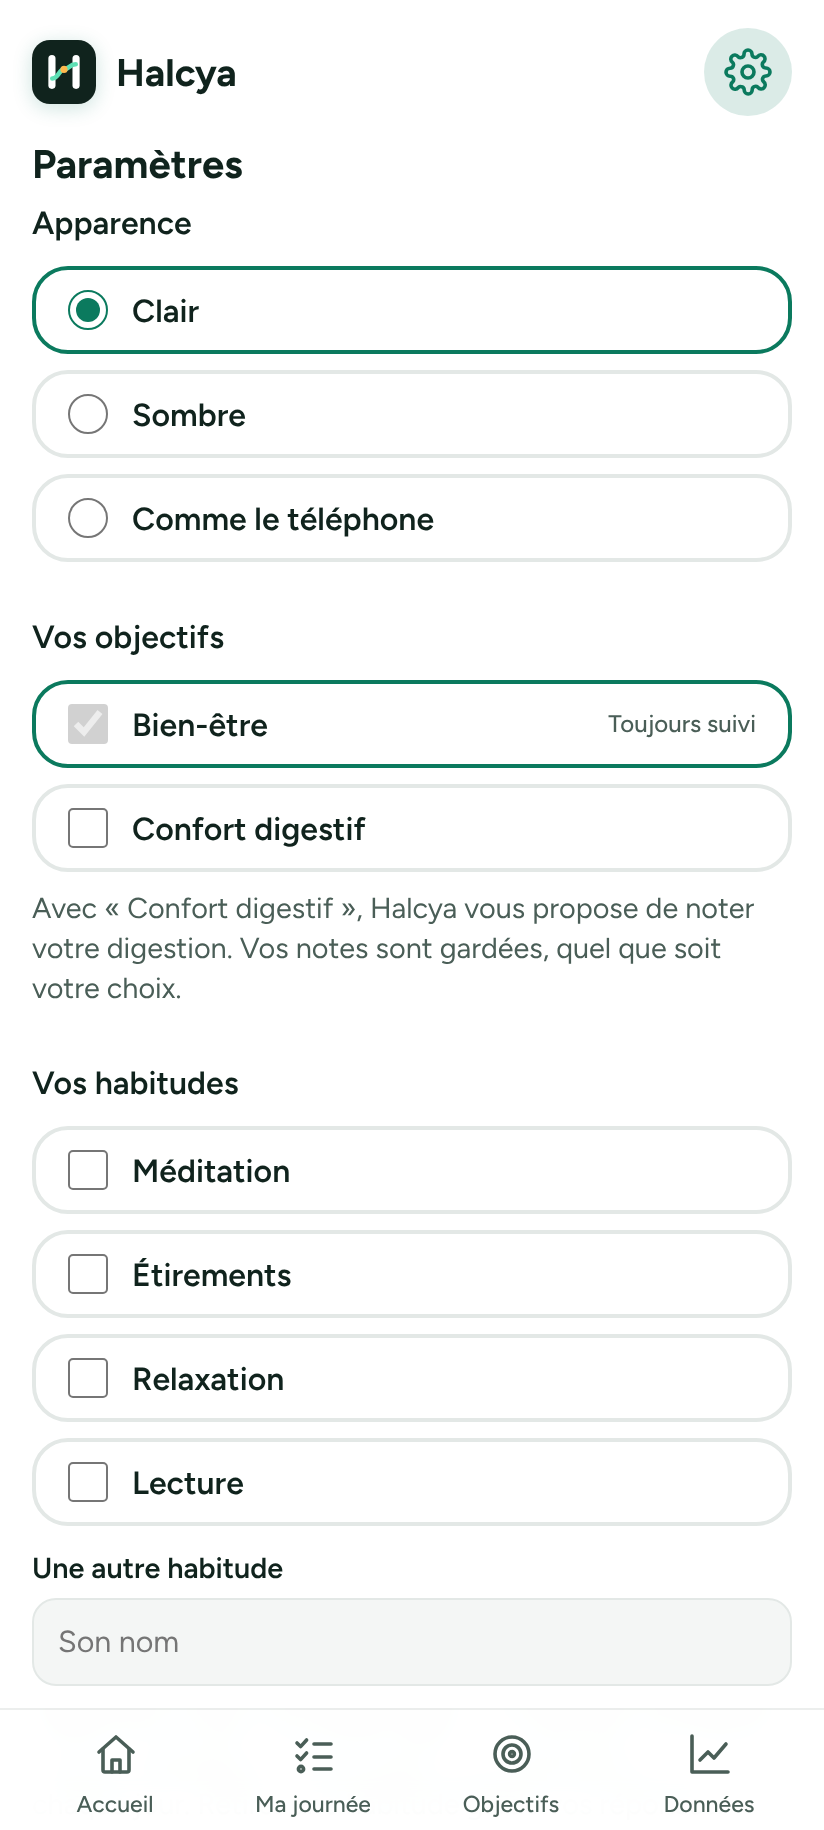 Halcya
Paramètres
Apparence
Clair
Sombre
Comme le téléphone
Vos objectifs
Bien-être
Toujours suivi
Confort digestif
Avec « Confort digestif », Halcya vous propose de noter
votre digestion. Vos notes sont gardées, quel que soit
votre choix.
Vos habitudes
Méditation
Étirements
Relaxation
Lecture
Une autre habitude
Son nom
Accueil
Ma journée
Objectifs
Données